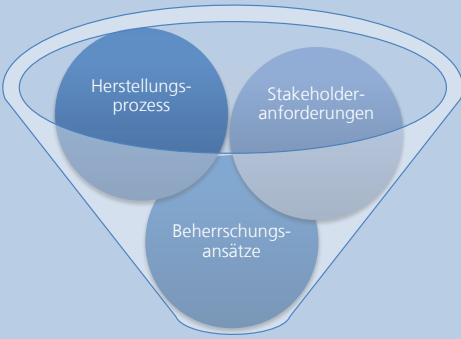 Herstellungs-
prozess
Stakeholder-
anforderungen
Beherrschungs-
ansätze